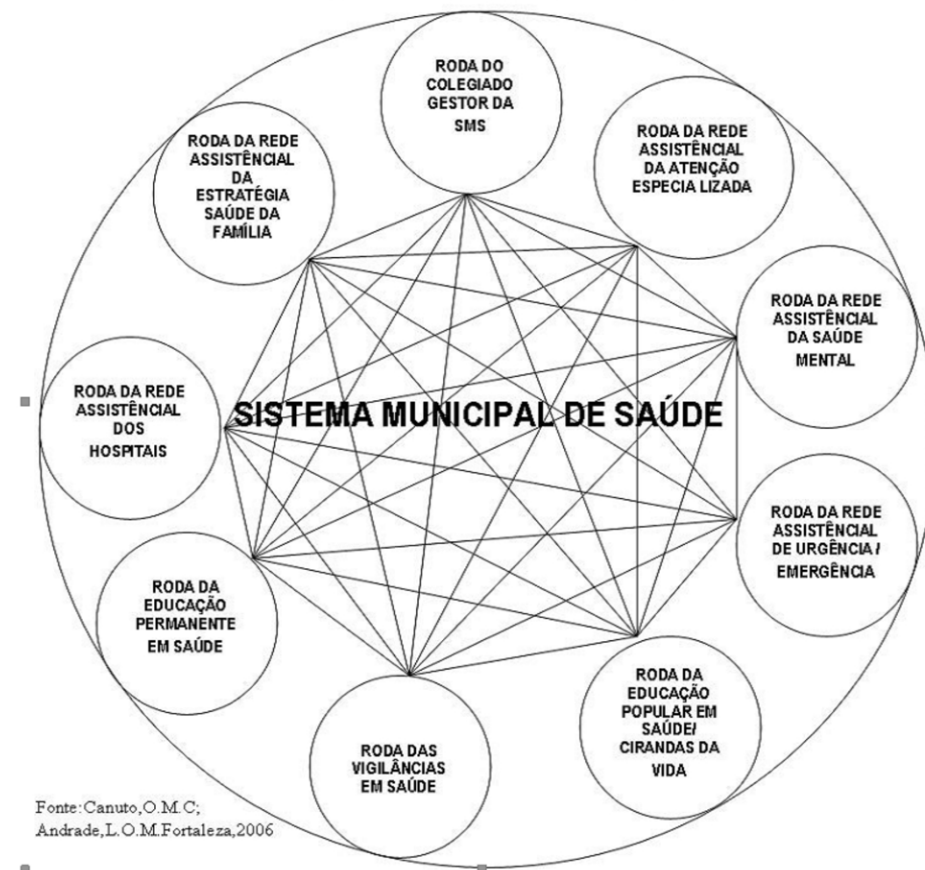 RODA DO
COLEGIADO
GESTOR DA
SMS
RODA DA REDE
ASSISTÊNCIAL
DA ATENÇÃO
ESPECIA LIZADA
RODA DA REDE
ASSISTÊNCIAL
DA
ESTRATÉGIA
SAÚDE DA
FAMÍLIA
RODA DA REDE
ASSISTÊNCIAL
DA SAÚDE
MENTAL
RODA DA REDE
ASSISTÊNCIAL
DOS
HOSPITAIS
SISTEMA MUNICIPAL DE SAÚDE
RODA DA REDE
ASSISTÊNCIAL
DE URGÊNCIA /
EMERGÊNCIA
RODA DA
EDUCAÇÃO
PERMANENTE
EM SAÚDE
RODA DA
EDUCAÇÃO
POPULAR EM
SAÚDE/
CIRANDAS DA
VIDA
RODA DAS
VIGILÂNCIAS
EM SAÚDE
Fonte:Canuto,O.M.C;
Andrade,L.O.M.Fortaleza,2006